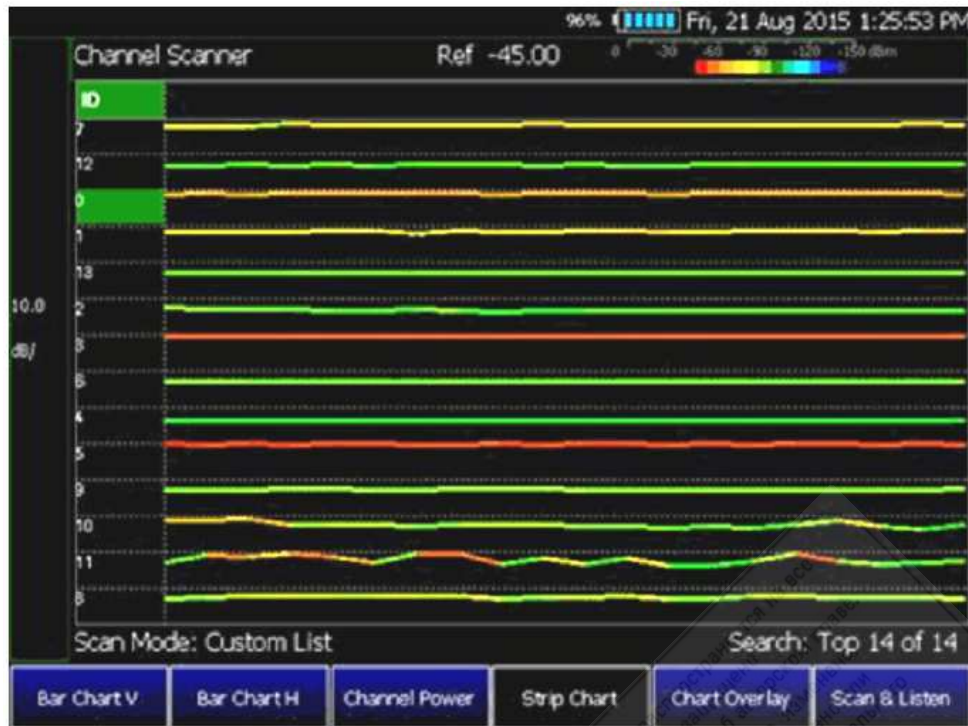 96% Fri, 21 Aug 2015 1:25:53 PM
Channel Scanner Ref -45.00 0 -30 -60 -90 -120 -150 dBm
ID
7
12
0
1
13
10.0 2
dB/ 3
6
4
5
9
10
11
8
Scan Mode: Custom List Search: Top 14 of 14
Bar Chart V Bar Chart H Channel Power Strip Chart Chart Overlay Scan & Listen